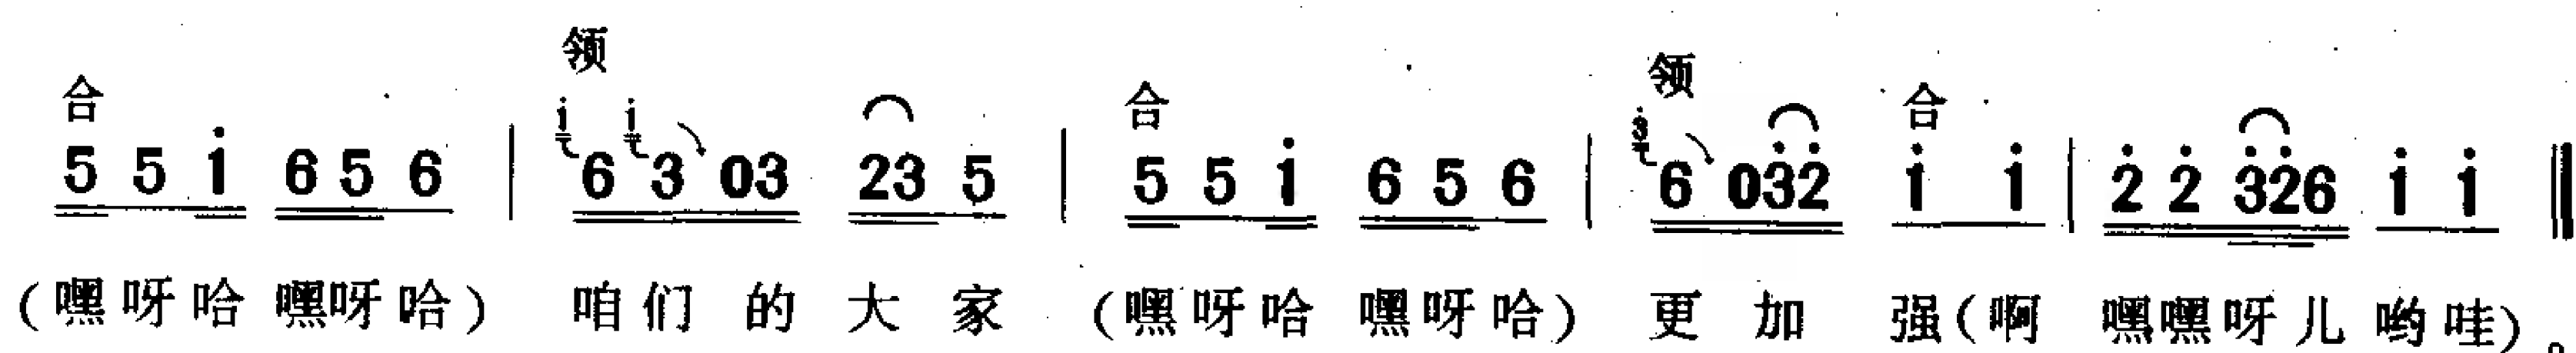 合 领 合 领 合
5 5 i 6 5 6 | 6 3 03 23 5 | 5 5 i 6 5 6 | 6 032 i i | 2 2 326 i i ‖
(嘿呀哈 嘿呀哈) 咱们 的 大 家 (嘿呀哈 嘿呀哈) 更 加 强(啊 嘿嘿呀儿 哟哇)。